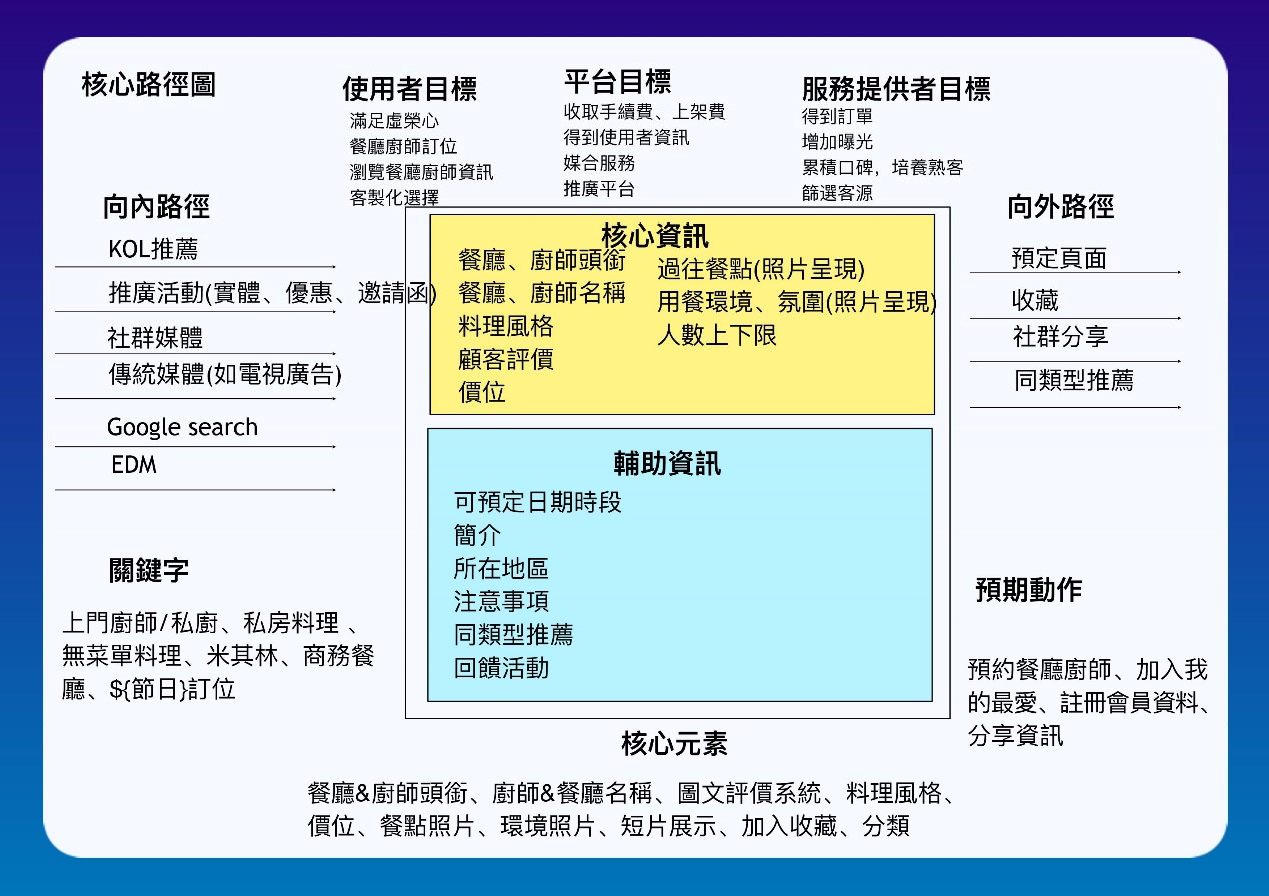 核心路徑圖
使用者目標
滿足虛榮心
餐廳廚師訂位
瀏覽餐廳廚師資訊
客製化選擇
平台目標
收取手續費、上架費
得到使用者資訊
媒合服務
推廣平台
服務提供者目標
得到訂單
增加曝光
累積口碑，培養熟客
篩選客源
向內路徑
KOL推薦
推廣活動(實體、優惠、邀請函)
社群媒體
傳統媒體(如電視廣告)
Google search
EDM
核心資訊
餐廳、廚師頭銜
餐廳、廚師名稱
料理風格
顧客評價
價位
過往餐點(照片呈現)
用餐環境、氛圍(照片呈現)
人數上下限
輔助資訊
可預定日期時段
簡介
所在地區
注意事項
同類型推薦
回饋活動
向外路徑
預定頁面
收藏
社群分享
同類型推薦
關鍵字
上門廚師/私廚、私房料理 、
無菜單料理、米其林、商務餐
廳、${節日}訂位
預期動作
預約餐廳廚師、加入我
的最愛、註冊會員資料、
分享資訊
核心元素
餐廳&廚師頭銜、廚師&餐廳名稱、圖文評價系統、料理風格、
價位、餐點照片、環境照片、短片展示、加入收藏、分類